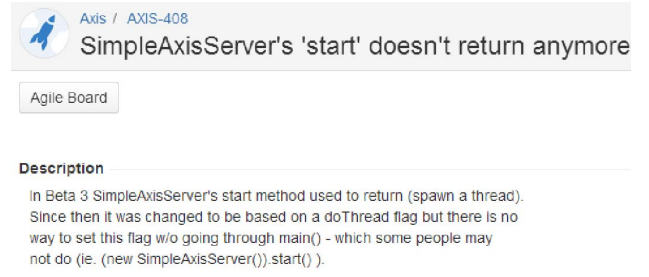 Axis / AXIS-408
SimpleAxisServer's 'start' doesn't return anymore
Agile Board
Description
In Beta 3 SimpleAxisServer's start method used to return (spawn a thread).
Since then it was changed to be based on a doThread flag but there is no
way to set this flag w/o going through main() - which some people may
not do (ie. (new SimpleAxisServer()).start() ).